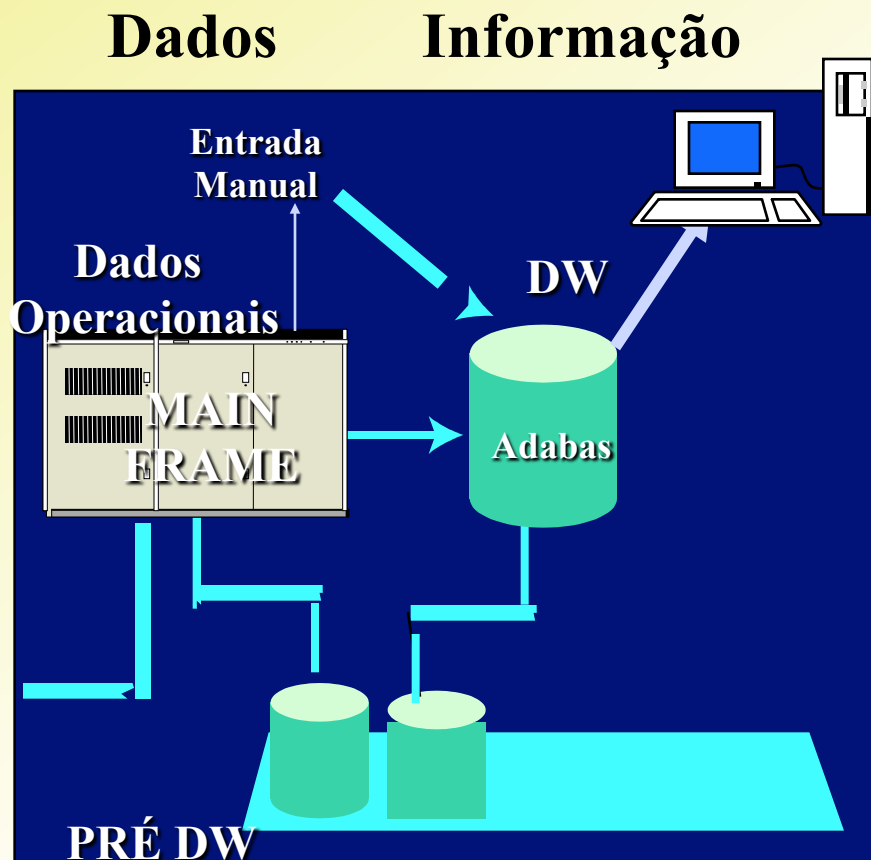 Dados Informação
Entrada
Manual
Dados
Operacionais
DW
MAIN
FRAME
Adabas
PRÉ DW